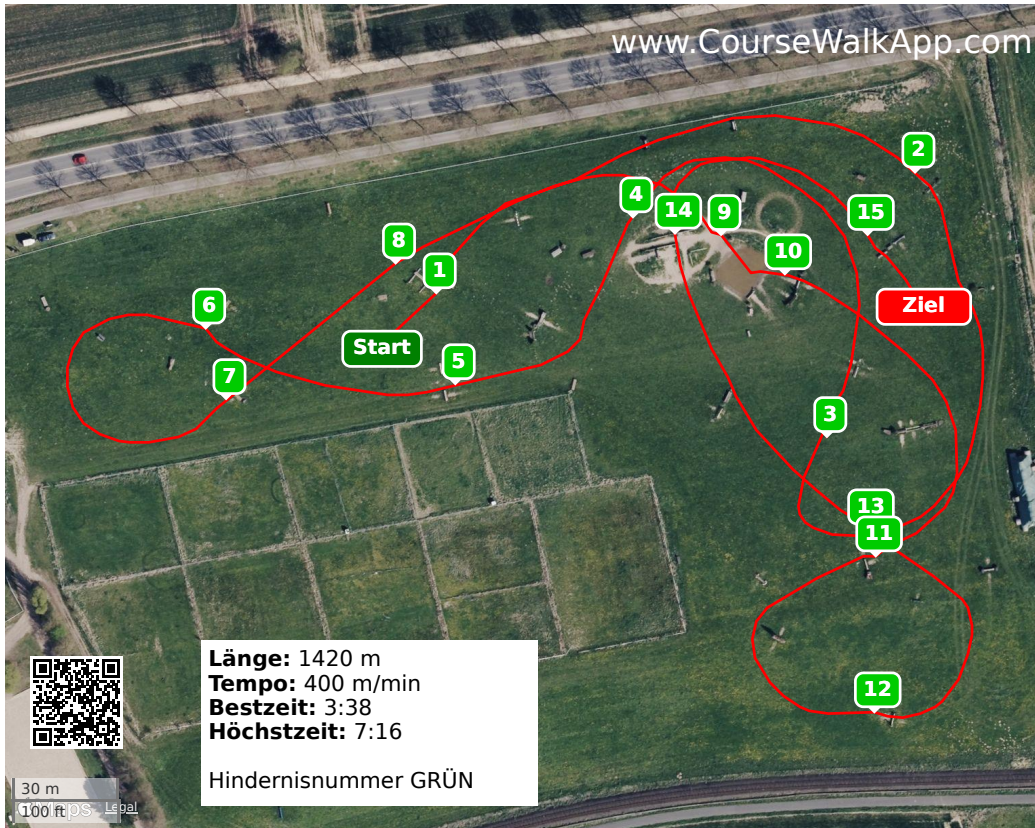 www.CourseWalkApp.com
2
4
14
9
15
8
10
1
Ziel
6
Start
5
7
3
13
11
12
Länge: 1420 m
Tempo: 400 m/min
Bestzeit: 3:38
Höchstzeit: 7:16
Hindernisnummer GRÜN
30 m
100 ft
Maps Legal